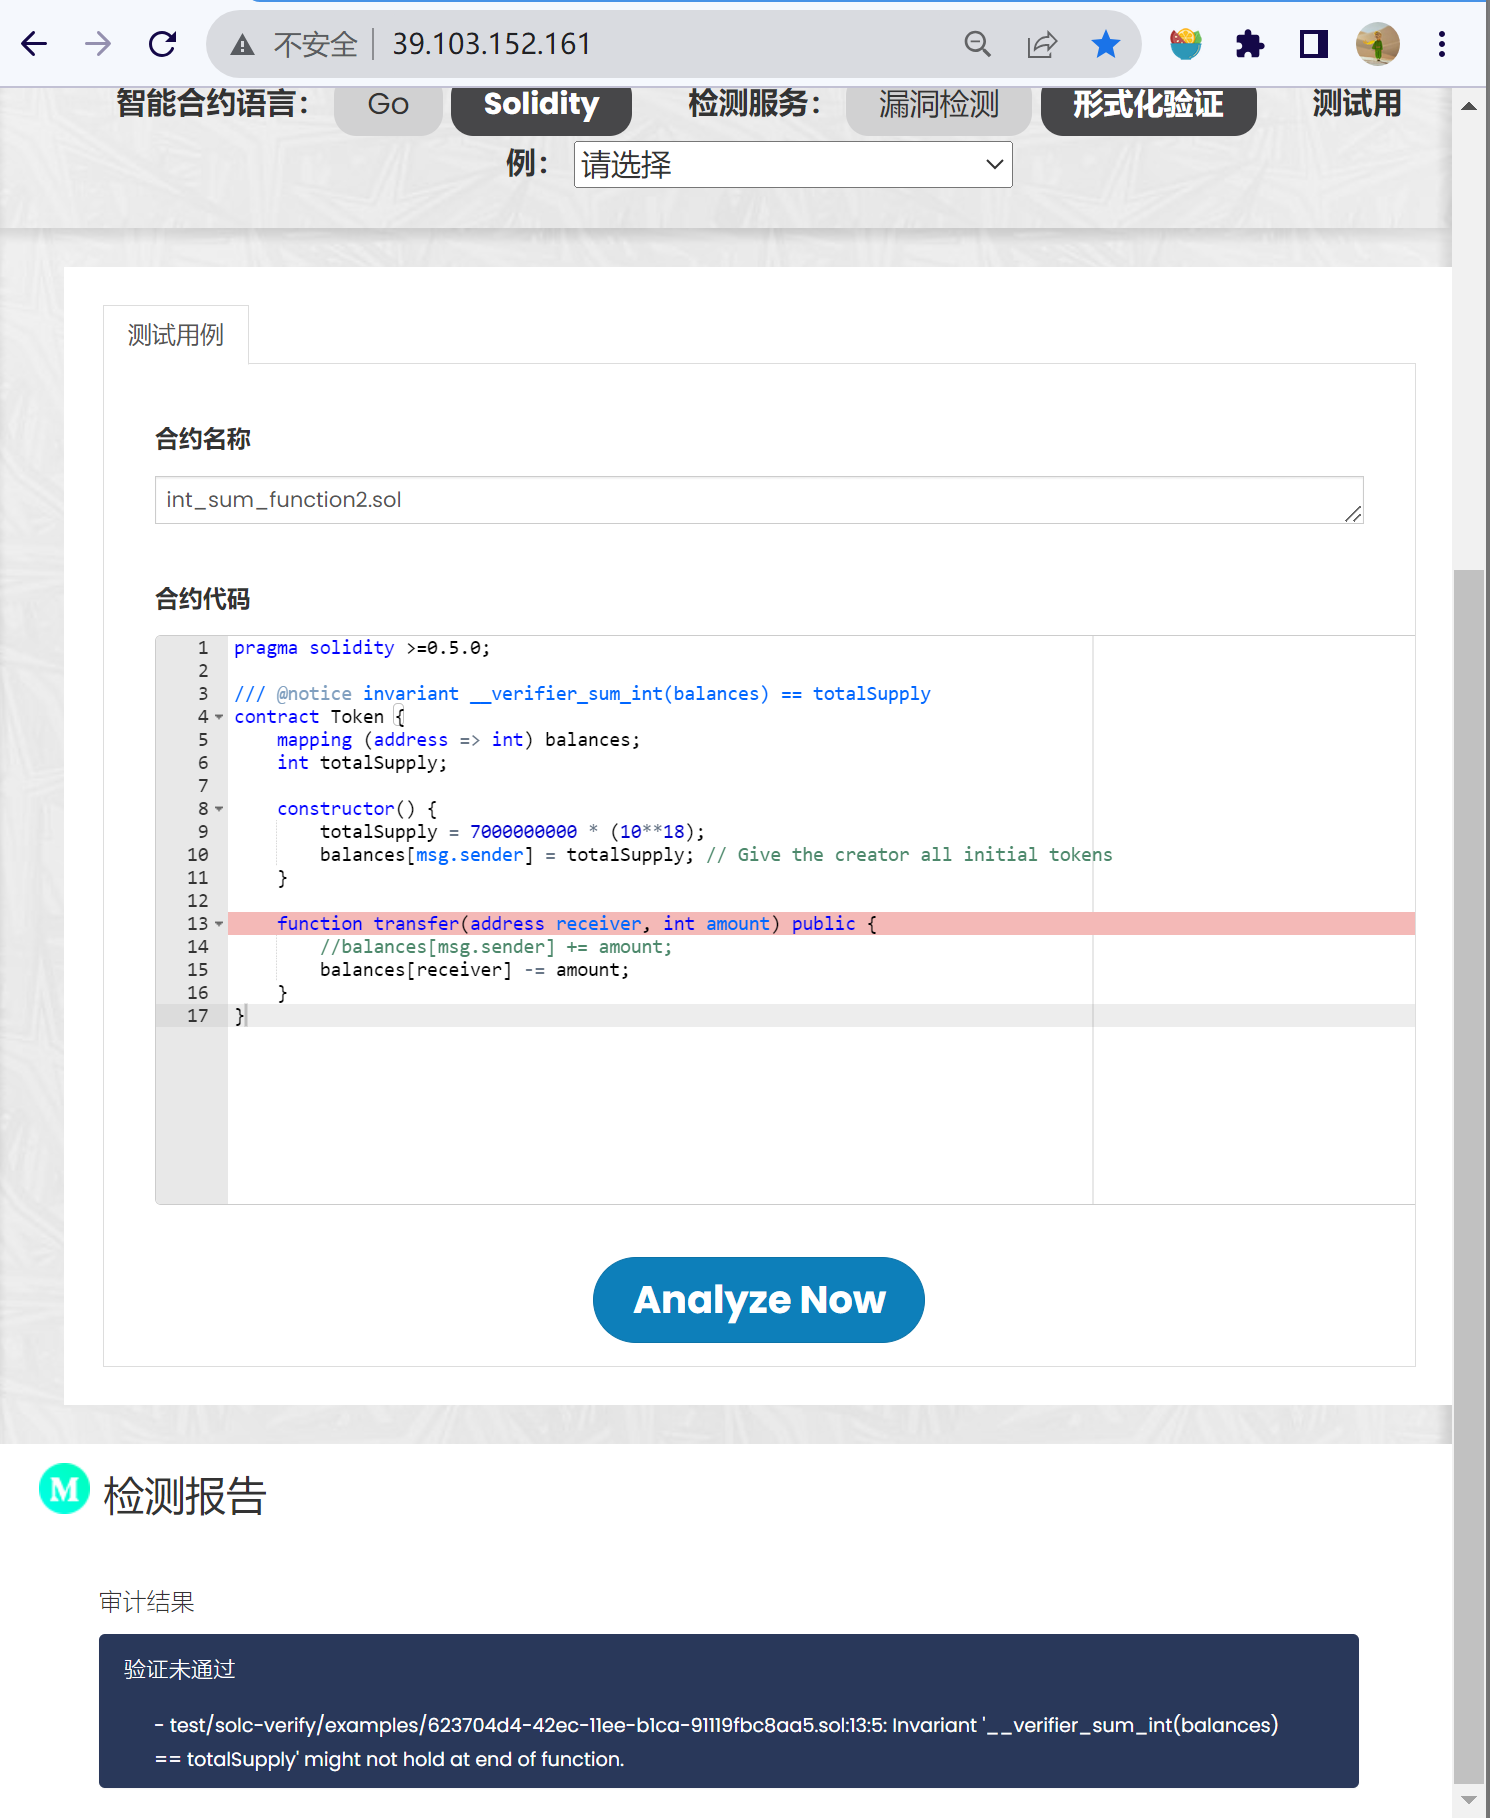 不安全 39.103.152.161
智能合约语言： Go Solidity 检测服务： 漏洞检测 形式化验证 测试用
例： 请选择
测试用例
合约名称
int_sum_function2.sol
合约代码
1 pragma solidity >=0.5.0;
2
3 /// @notice invariant __verifier_sum_int(balances) == totalSupply
4 contract Token {
5 mapping (address => int) balances;
6 int totalSupply;
7
8 constructor() {
9 totalSupply = 7000000000 * (10**18);
10 balances[msg.sender] = totalSupply; // Give the creator all initial tokens
11 }
12
13 function transfer(address receiver, int amount) public {
14 //balances[msg.sender] += amount;
15 balances[receiver] -= amount;
16 }
17 }
Analyze Now
M 检测报告
审计结果
验证未通过
- test/solc-verify/examples/623704d4-42ec-11ee-b1ca-91119fbc8aa5.sol:13:5: Invariant '__verifier_sum_int(balances)
== totalSupply' might not hold at end of function.